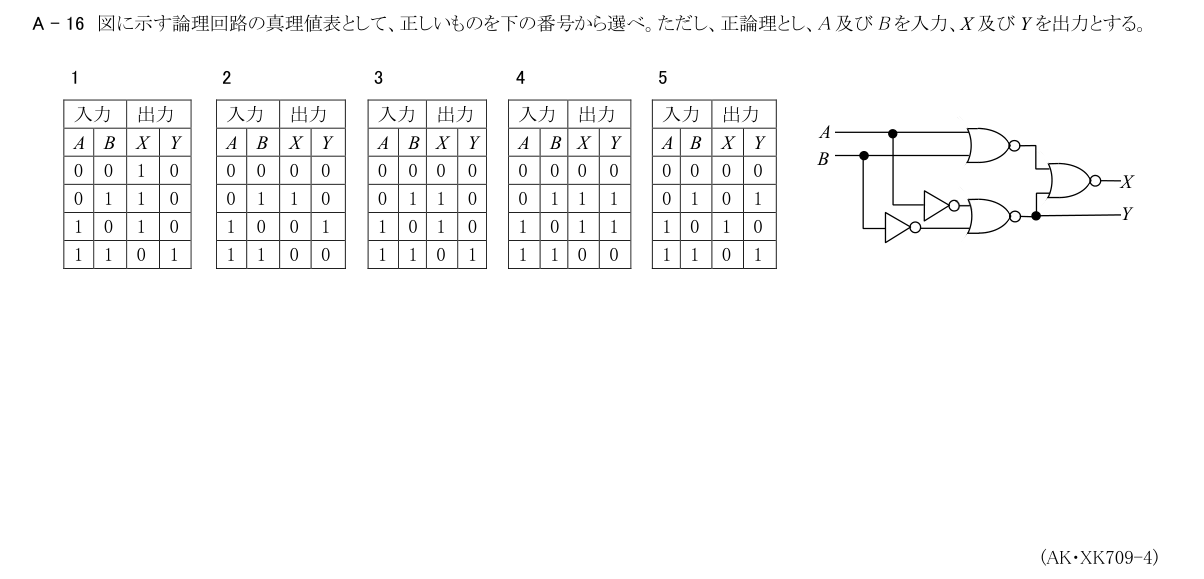 A－16 図に示す論理回路の真理値表として、正しいものを下の番号から選べ。ただし、正論理とし、A 及び B を入力、X 及び Y を出力とする。
1 2 3 4 5
入力 出力 入力 出力 入力 出力 入力 出力 入力 出力
A B X Y A B X Y A B X Y A B X Y A B X Y
0 0 1 0 0 0 0 0 0 0 0 0 0 0 0 0 0 0 0 0
0 1 1 0 0 1 1 0 0 1 1 0 0 1 1 1 0 1 0 1
1 0 1 0 1 0 0 1 1 0 1 0 1 0 1 1 1 0 1 0
1 1 0 1 1 1 0 0 1 1 0 1 1 1 0 0 1 1 0 1
A
B
X
Y
(AK･XK709-4)